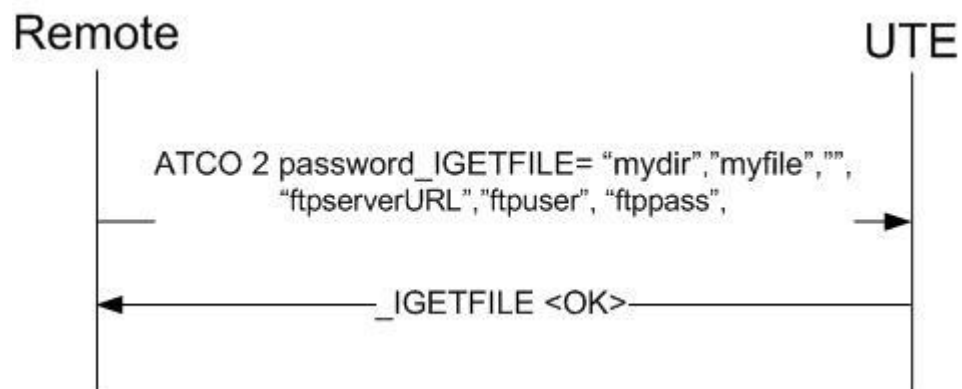 Remote
UTE
ATCO 2 password_IGETFILE= “mydir”,"myfile”,””,
“ftpserverURL”,"ftpuser”, “ftppass”,
_IGETFILE <OK>